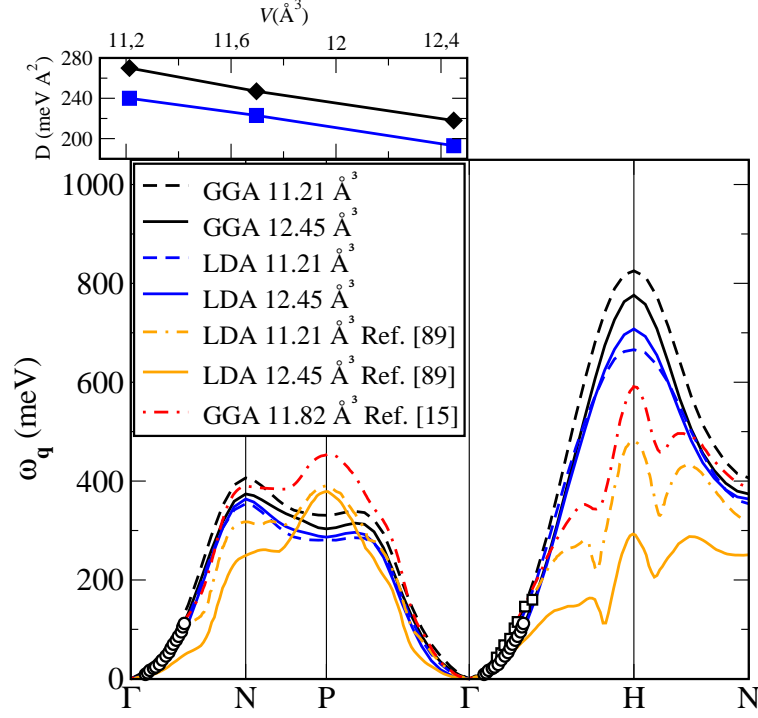 V(Å³)
11,2 11,6 12 12,4
280
240
200
D (meV A²)
GGA 11.21 Å³
GGA 12.45 Å³
LDA 11.21 Å³
LDA 12.45 Å³
LDA 11.21 Å³ Ref. [89]
LDA 12.45 Å³ Ref. [89]
GGA 11.82 Å³ Ref. [15]
1000
800
600
400
200
0
ω_q (meV)
Γ N P Γ H N